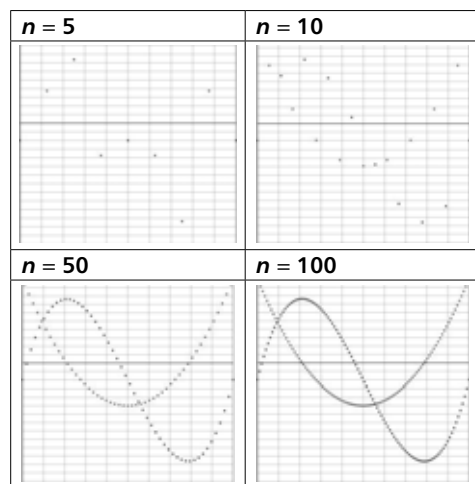 n = 5
n = 10
n = 50
n = 100